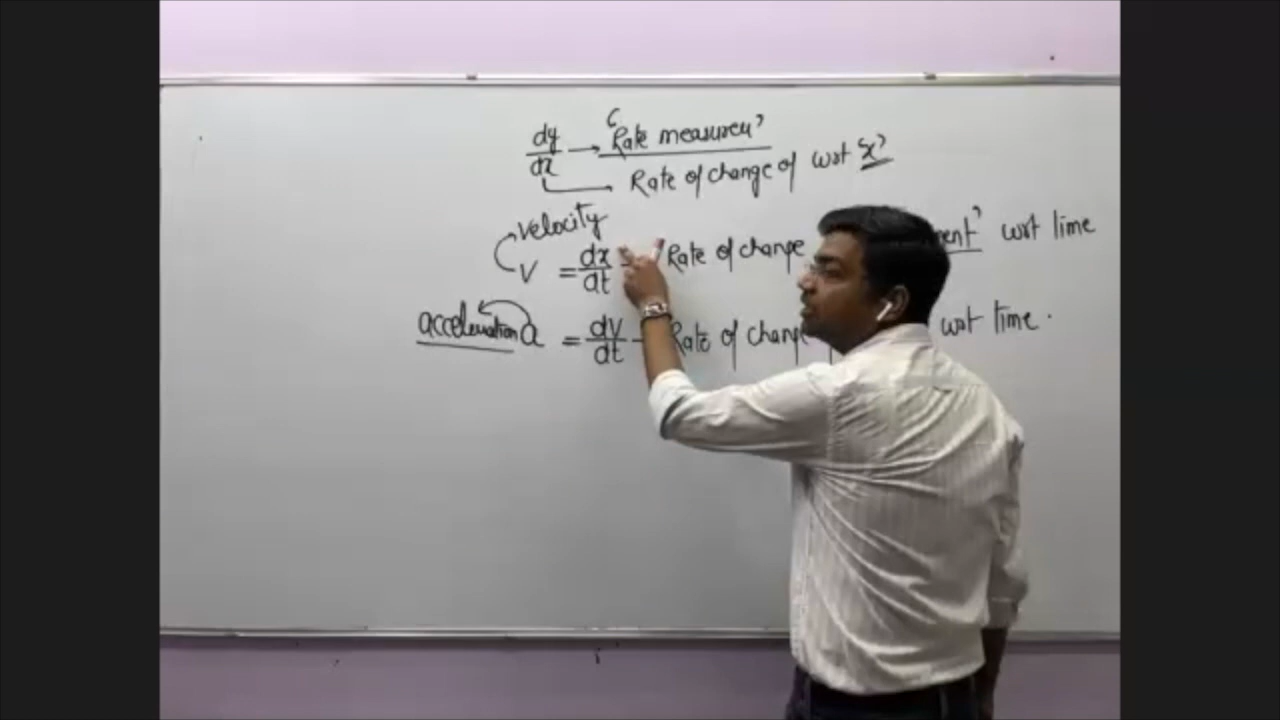 dy/dx → 'Rate measurer'
Rate of change of wrt 'x'
velocity
V = dx/dt → Rate of change ment' wrt time
acceleration a = dv/dt → Rate of change wrt time.